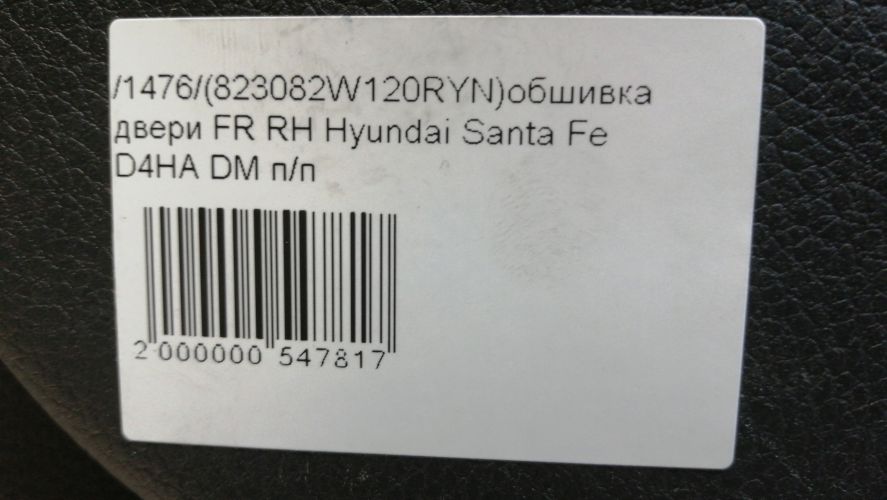 /1476/(823082W120RYN)обшивка
двери FR RH Hyundai Santa Fe
D4HA DM п/п
2 000000 547817